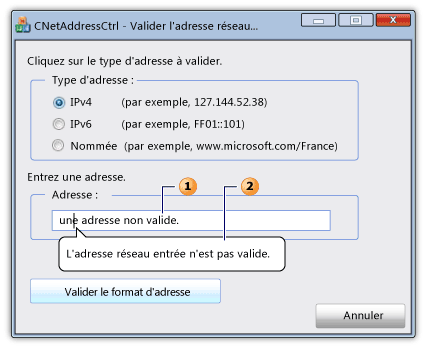 CNetAddressCtrl - Valider l'adresse réseau...
Cliquez sur le type d'adresse à valider.
Type d'adresse :
IPv4 (par exemple, 127.144.52.38)
IPv6 (par exemple, FF01::101)
Nommée (par exemple, www.microsoft.com/France)
Entrez une adresse.
1 2
Adresse :
une adresse non valide.
L'adresse réseau entrée n'est pas valide.
Valider le format d'adresse
Annuler